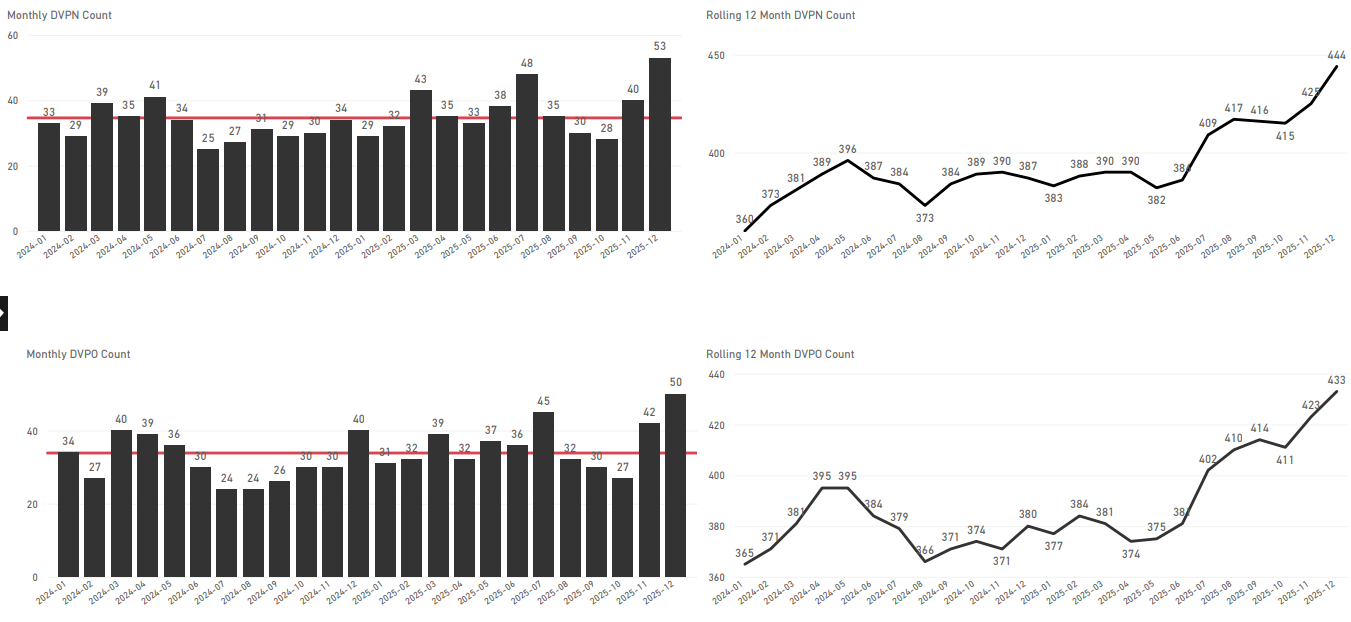 Monthly DVPN Count
60
40
20
0
33 29 39 35 41 34 25 27 31 29 30 34 29 32 43 35 33 38 48 35 30 28 40 53
2024-01 2024-02 2024-03 2024-04 2024-05 2024-06 2024-07 2024-08 2024-09 2024-10 2024-11 2024-12 2025-01 2025-02 2025-03 2025-04 2025-05 2025-06 2025-07 2025-08 2025-09 2025-10 2025-11 2025-12
Rolling 12 Month DVPN Count
450
400
360 373 381 389 396 387 384 373 384 389 390 387 383 388 390 390 382 386 409 417 416 415 425 444
2024-01 2024-02 2024-03 2024-04 2024-05 2024-06 2024-07 2024-08 2024-09 2024-10 2024-11 2024-12 2025-01 2025-02 2025-03 2025-04 2025-05 2025-06 2025-07 2025-08 2025-09 2025-10 2025-11 2025-12
Monthly DVPO Count
40
20
0
34 27 40 39 36 30 24 24 26 30 30 40 31 32 39 32 37 36 45 32 30 27 42 50
2024-01 2024-02 2024-03 2024-04 2024-05 2024-06 2024-07 2024-08 2024-09 2024-10 2024-11 2024-12 2025-01 2025-02 2025-03 2025-04 2025-05 2025-06 2025-07 2025-08 2025-09 2025-10 2025-11 2025-12
Rolling 12 Month DVPO Count
440
420
400
380
360
365 371 381 395 395 384 379 366 371 374 371 380 377 384 381 374 375 381 402 410 414 411 423 433
2024-01 2024-02 2024-03 2024-04 2024-05 2024-06 2024-07 2024-08 2024-09 2024-10 2024-11 2024-12 2025-01 2025-02 2025-03 2025-04 2025-05 2025-06 2025-07 2025-08 2025-09 2025-10 2025-11 2025-12